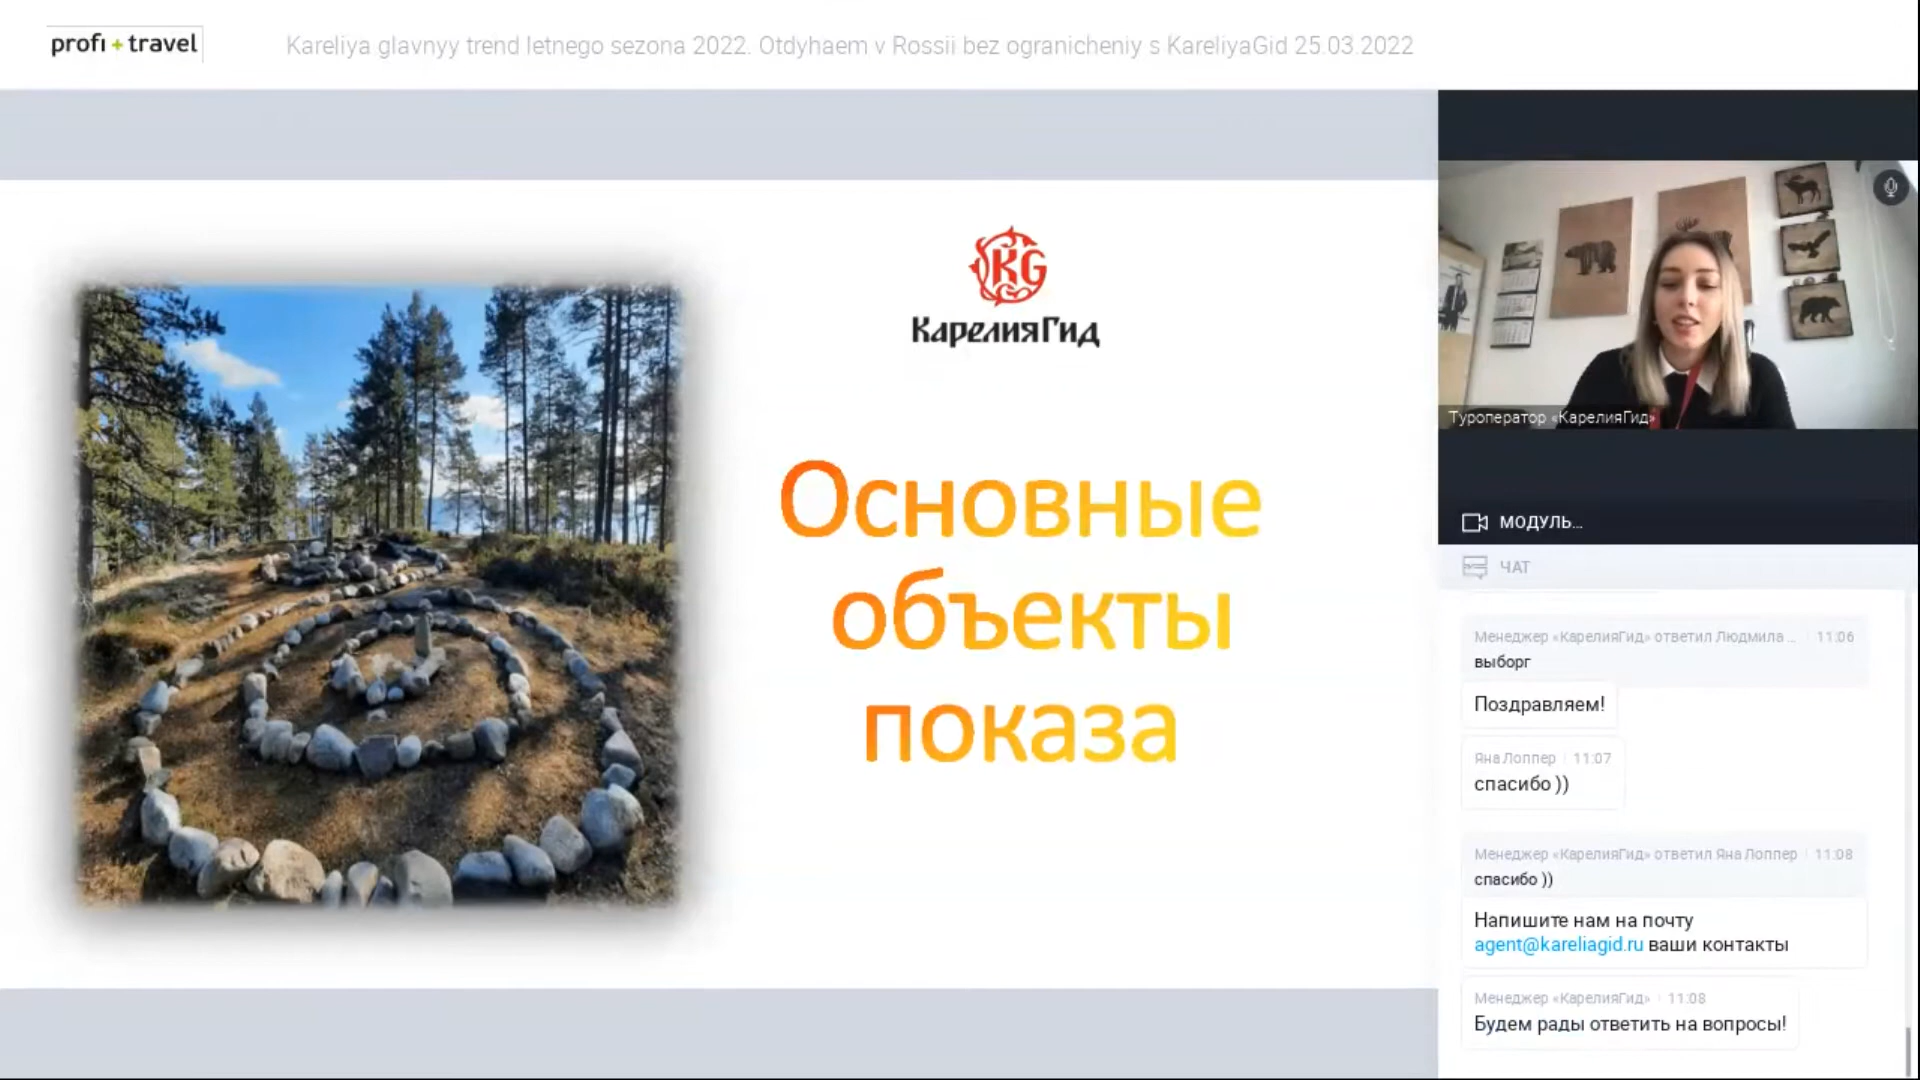 profi + travel
Kareliya glavnyy trend letnego sezona 2022. Otdyhaem v Rossii bez ogranicheniy s KareliyaGid 25.03.2022
KG
КарелияГид
Основные
объекты
показа
Туроператор «КарелияГид»
МОДУЛЬ...
ЧАТ
Менеджер «КарелияГид» ответил Людмила ... 11:06
выборг
Поздравляем!
Яна Лоппер 11:07
спасибо ))
Менеджер «КарелияГид» ответил Яна Лоппер 11:08
спасибо ))
Напишите нам на почту
agent@kareliagid.ru ваши контакты
Менеджер «КарелияГид» 11:08
Будем рады ответить на вопросы!